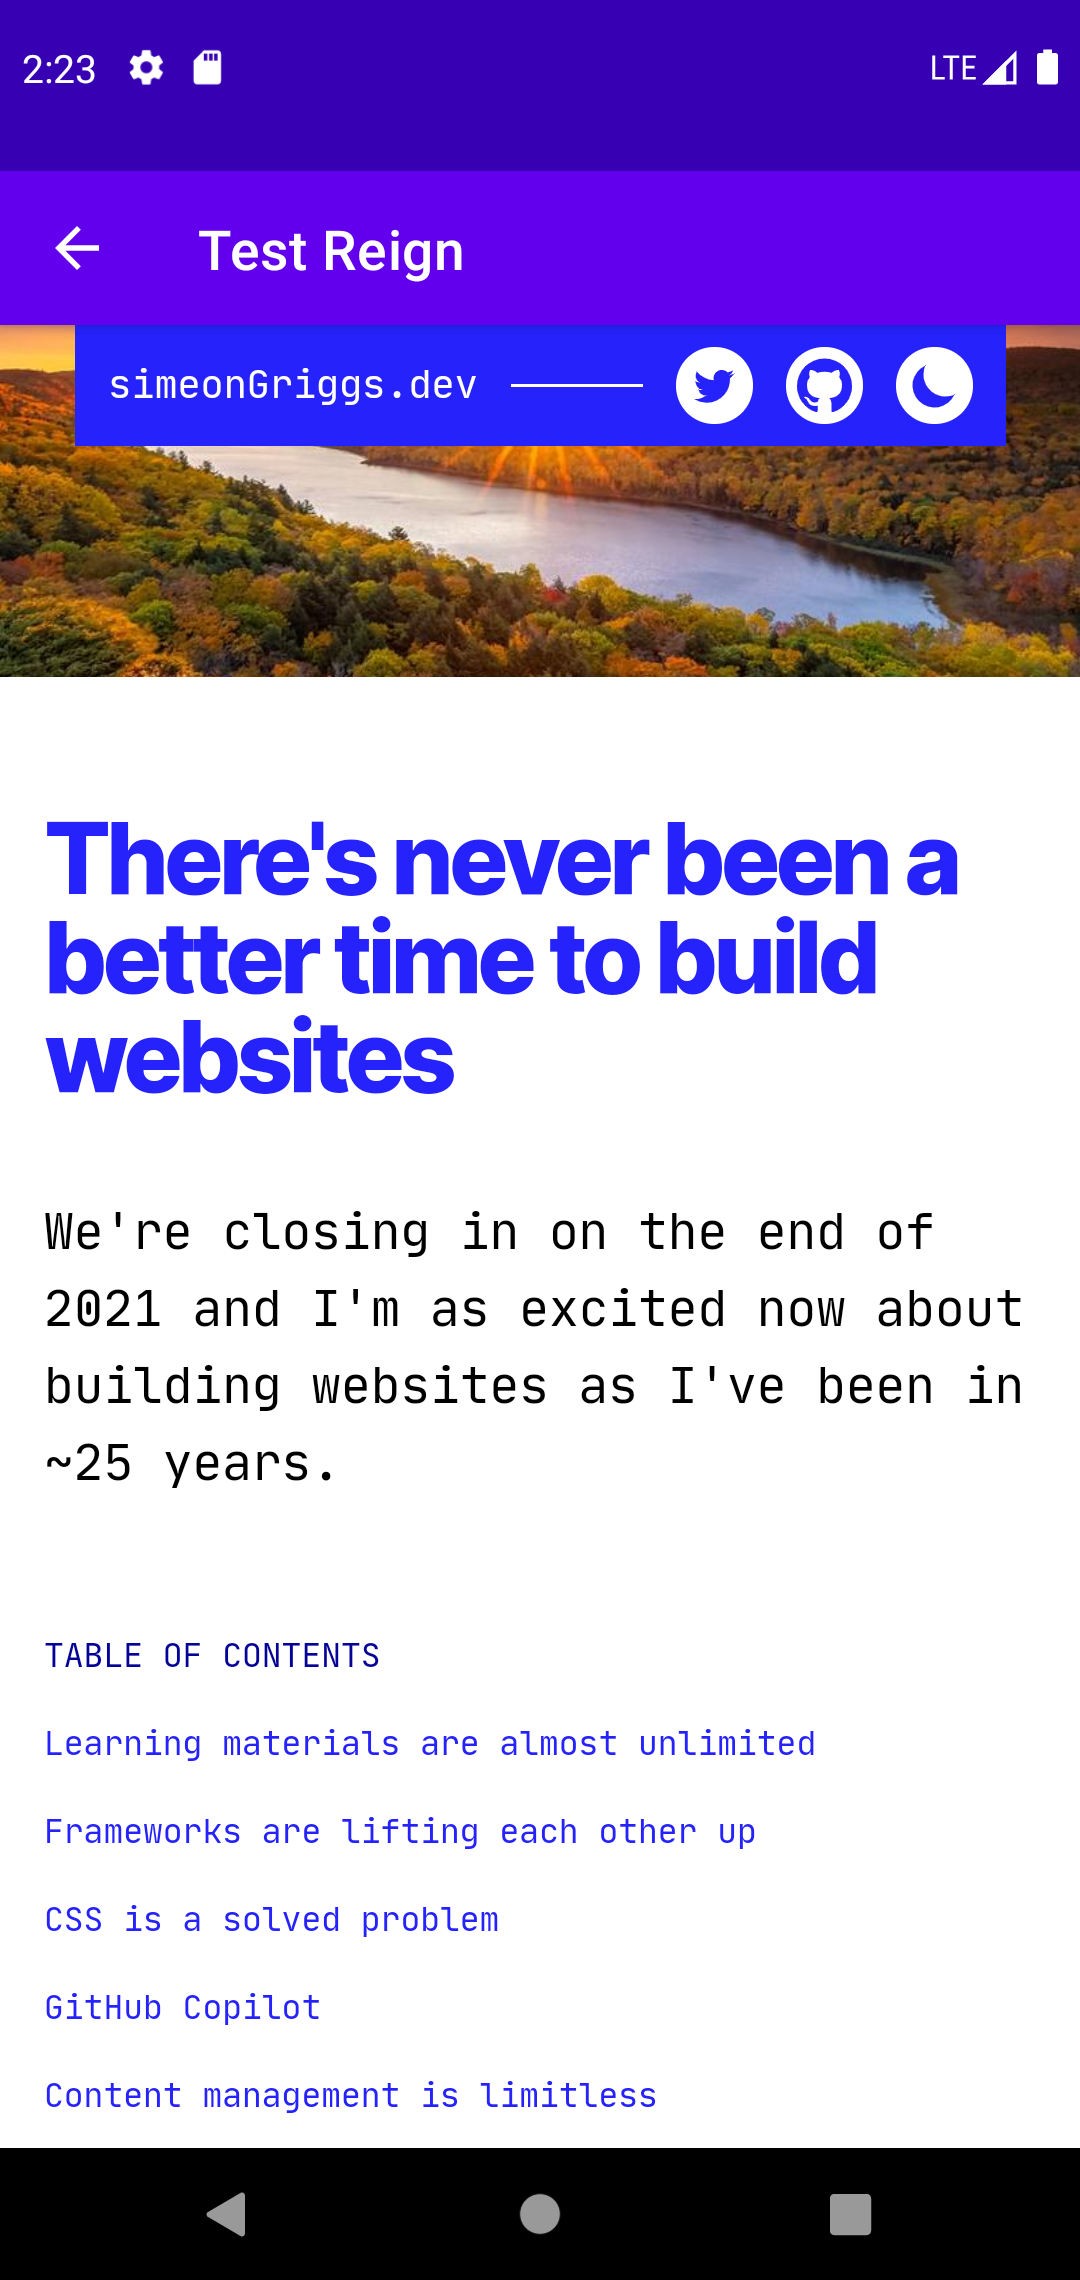 2:23
LTE
Test Reign
simeonGriggs.dev
There's never been a
better time to build
websites
We're closing in on the end of
2021 and I'm as excited now about
building websites as I've been in
~25 years.
TABLE OF CONTENTS
Learning materials are almost unlimited
Frameworks are lifting each other up
CSS is a solved problem
GitHub Copilot
Content management is limitless